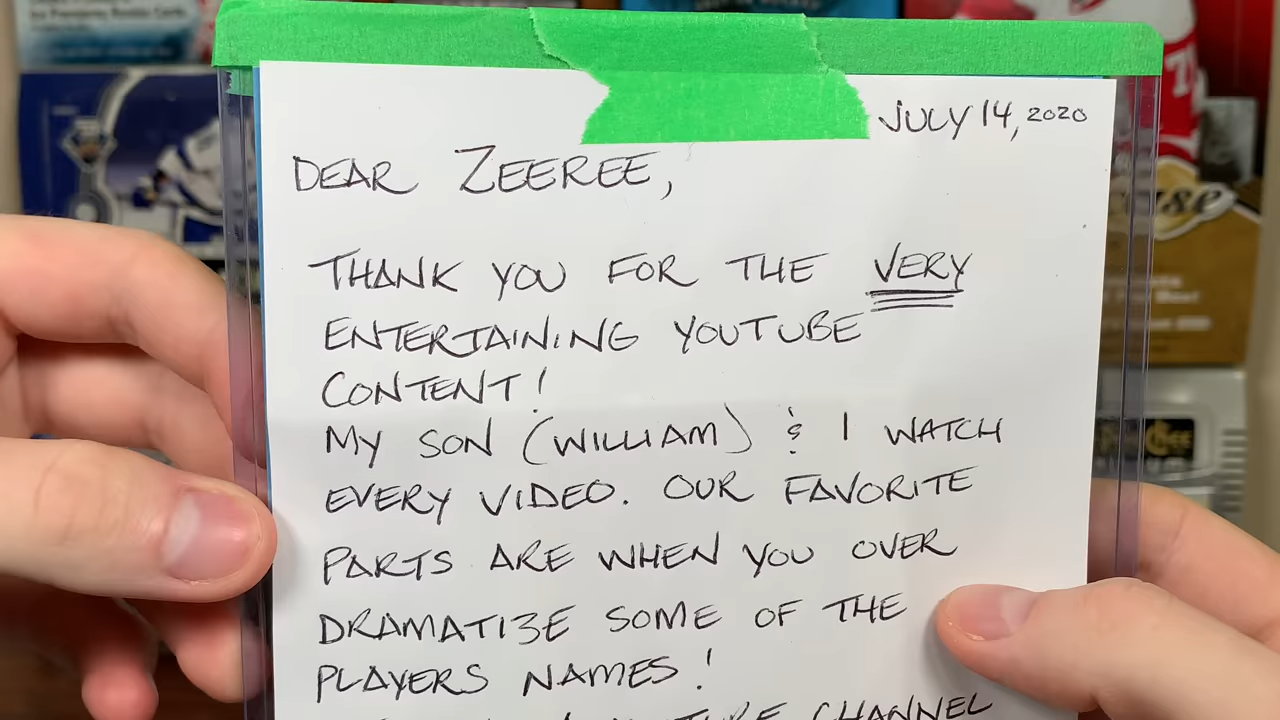 JULY 14, 2020
DEAR ZEEREE,
THANK YOU FOR THE VERY
ENTERTAINING YOUTUBE
CONTENT!
MY SON (WILLIAM) & I WATCH
EVERY VIDEO. OUR FAVORITE
PARTS ARE WHEN YOU OVER
DRAMATIZE SOME OF THE
PLAYERS NAMES!
CHANNEL